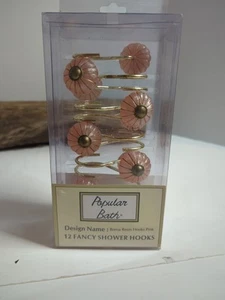 Popular
Bath
Design Name
12 FANCY SHOWER HOOKS